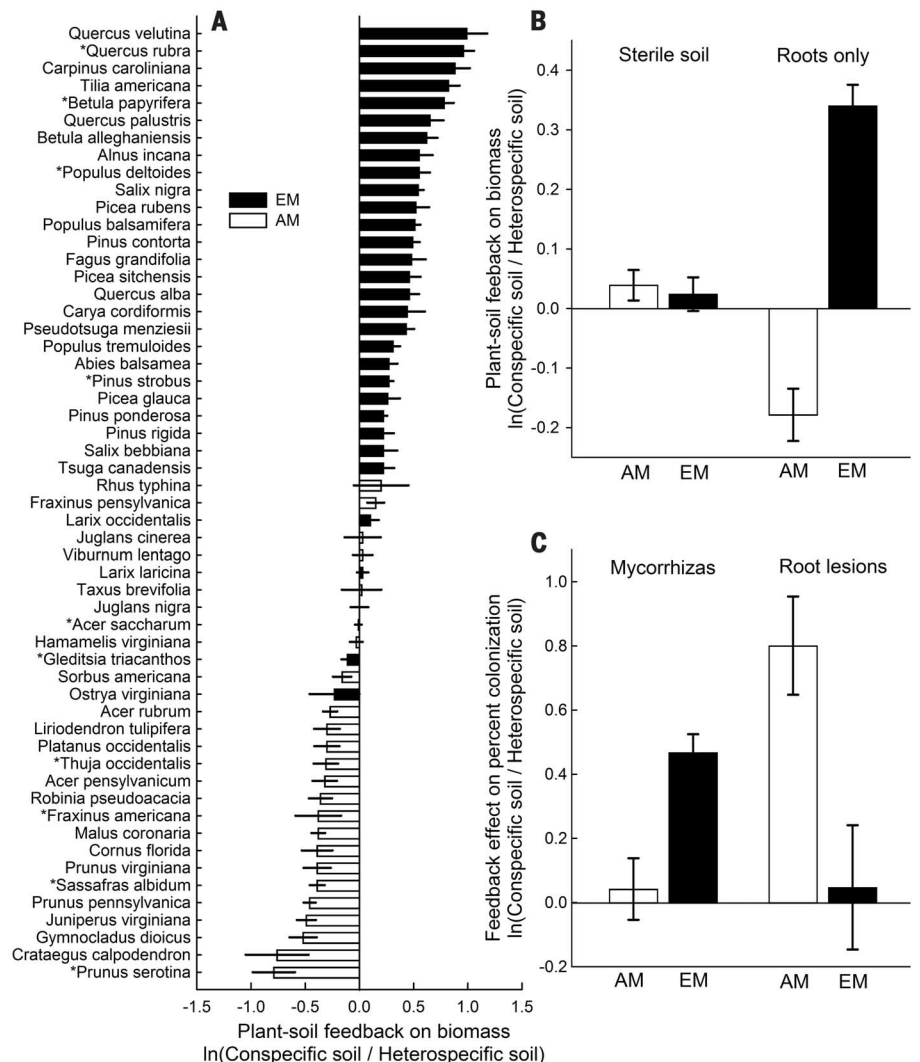 A
Quercus velutina
*Quercus rubra
Carpinus caroliniana
Tilia americana
*Betula papyrifera
Quercus palustris
Betula alleghaniensis
Alnus incana
*Populus deltoides
Salix nigra
Picea rubens
Populus balsamifera
Pinus contorta
Fagus grandifolia
Picea sitchensis
Quercus alba
Carya cordiformis
Pseudotsuga menziesii
Populus tremuloides
Abies balsamea
*Pinus strobus
Picea glauca
Pinus ponderosa
Pinus rigida
Salix bebbiana
Tsuga canadensis
Rhus typhina
Fraxinus pensylvanica
Larix occidentalis
Juglans cinerea
Viburnum lentago
Larix laricina
Taxus brevifolia
Juglans nigra
*Acer saccharum
Hamamelis virginiana
*Gleditsia triacanthos
Sorbus americana
Ostrya virginiana
Acer rubrum
Liriodendron tulipifera
Platanus occidentalis
*Thuja occidentalis
Acer pensylvanicum
Robinia pseudoacacia
*Fraxinus americana
Malus coronaria
Cornus florida
Prunus virginiana
*Sassafras albidum
Prunus pennsylvanica
Juniperus virginiana
Gymnocladus dioicus
Crataegus calpodendron
*Prunus serotina
EM
AM
-1.5 -1.0 -0.5 0.0 0.5 1.0 1.5
Plant-soil feedback on biomass
ln(Conspecific soil / Heterospecific soil)
B
Sterile soil Roots only
0.4
0.3
0.2
0.1
0.0
-0.1
-0.2
AM EM AM EM
Plant-soil feeback on biomass
ln(Conspecific soil / Heterospecific soil)
C
Mycorrhizas Root lesions
1.0
0.8
0.6
0.4
0.2
0.0
-0.2
AM EM AM EM
Feedback effect on percent colonization
ln(Conspecific soil / Heterospecific soil)